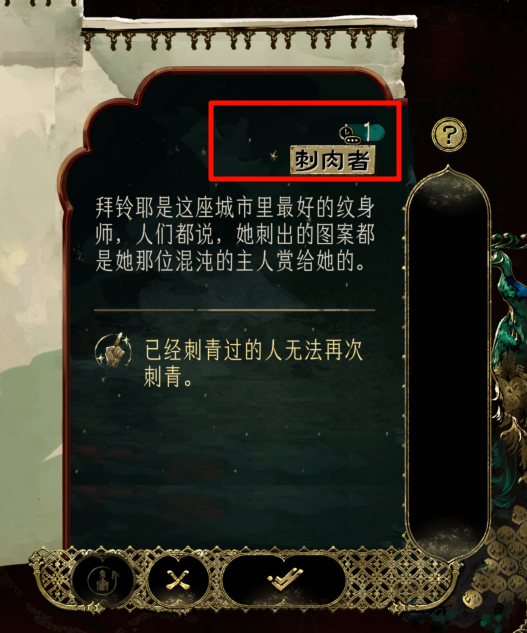 1
刺肉者
拜铃耶是这座城市里最好的纹身
师，人们都说，她刺出的图案都
是她那位混沌的主人赏给她的。
已经刺青过的人无法再次
刺青。
?